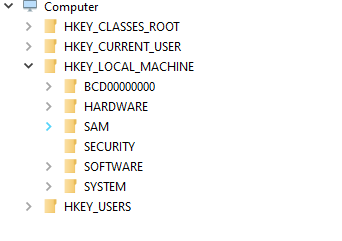 Computer
HKEY_CLASSES_ROOT
HKEY_CURRENT_USER
HKEY_LOCAL_MACHINE
BCD00000000
HARDWARE
SAM
SECURITY
SOFTWARE
SYSTEM
HKEY_USERS